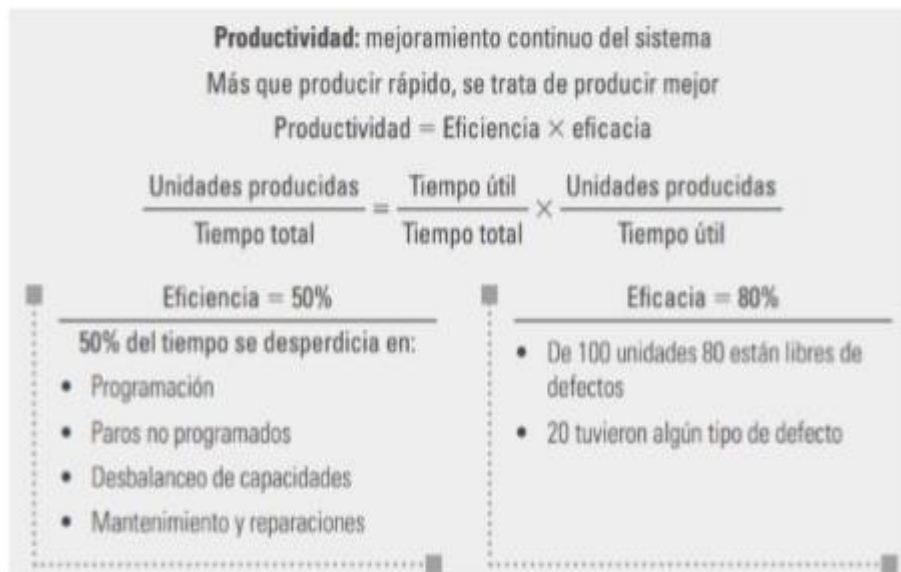 Productividad: mejoramiento continuo del sistema
Más que producir rápido, se trata de producir mejor
Productividad = Eficiencia × eficacia
Unidades producidas / Tiempo total = Tiempo útil / Tiempo total × Unidades producidas / Tiempo útil
Eficiencia = 50%
50% del tiempo se desperdicia en:
• Programación
• Paros no programados
• Desbalanceo de capacidades
• Mantenimiento y reparaciones
Eficacia = 80%
• De 100 unidades 80 están libres de
defectos
• 20 tuvieron algún tipo de defecto